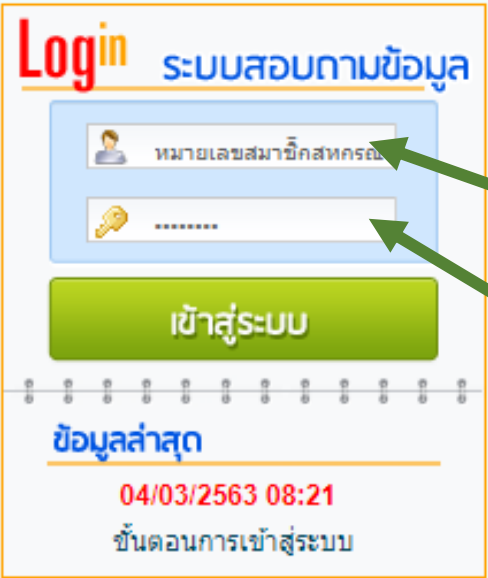 Login ระบบสอบถามข้อมูล
หมายเลขสมาชิกสหกรณ
........
เข้าสู่ระบบ
ข้อมูลล่าสุด
04/03/2563 08:21
ขั้นตอนการเข้าสู่ระบบ